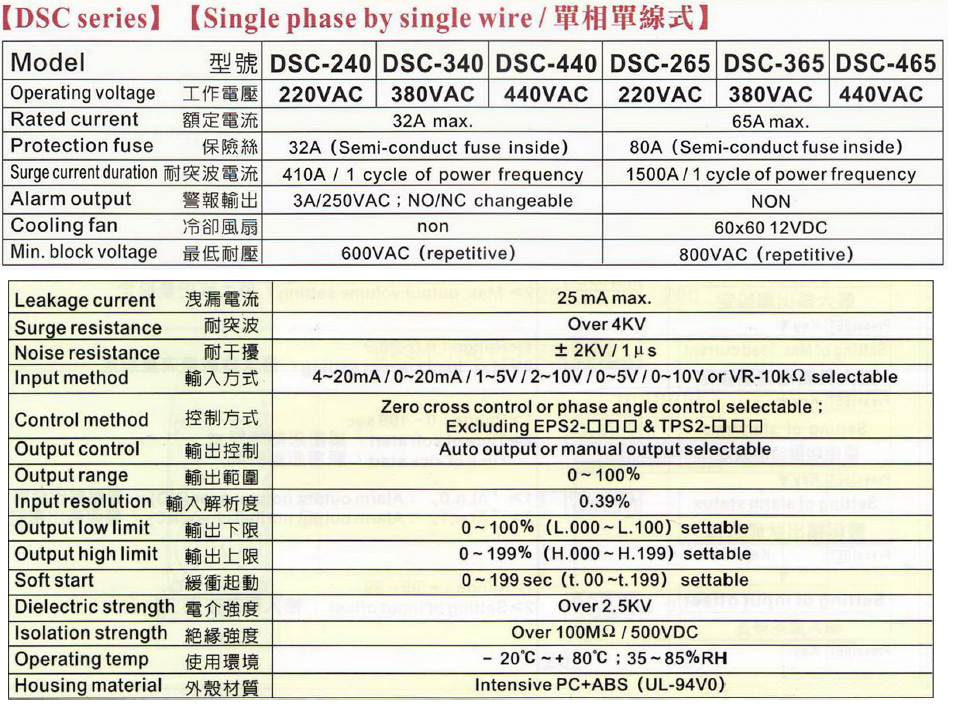 【DSC series】【Single phase by single wire / 單相單線式】
Model 型號 DSC-240 DSC-340 DSC-440 DSC-265 DSC-365 DSC-465
Operating voltage 工作電壓 220VAC 380VAC 440VAC 220VAC 380VAC 440VAC
Rated current 額定電流 32A max. 65A max.
Protection fuse 保險絲 32A (Semi-conduct fuse inside) 80A (Semi-conduct fuse inside)
Surge current duration 耐突波電流 410A / 1 cycle of power frequency 1500A / 1 cycle of power frequency
Alarm output 警報輸出 3A/250VAC ; NO/NC changeable NON
Cooling fan 冷卻風扇 non 60x60 12VDC
Min. block voltage 最低耐壓 600VAC (repetitive) 800VAC (repetitive)
Leakage current 洩漏電流 25 mA max.
Surge resistance 耐突波 Over 4KV
Noise resistance 耐干擾 ± 2KV / 1 μs
Input method 輸入方式 4~20mA / 0~20mA / 1~5V / 2~10V / 0~5V / 0~10V or VR-10kΩ selectable
Control method 控制方式 Zero cross control or phase angle control selectable ;
Excluding EPS2-□□□ & TPS2-□□□
Output control 輸出控制 Auto output or manual output selectable
Output range 輸出範圍 0~100%
Input resolution 輸入解析度 0.39%
Output low limit 輸出下限 0~100% (L.000~L.100) settable
Output high limit 輸出上限 0~199% (H.000~H.199) settable
Soft start 緩衝起動 0~199 sec (t. 00 ~t.199) settable
Dielectric strength 電介強度 Over 2.5KV
Isolation strength 絕緣強度 Over 100MΩ / 500VDC
Operating temp 使用環境 – 20℃ ~ + 80℃ ; 35~85%RH
Housing material 外殼材質 Intensive PC+ABS (UL-94V0)